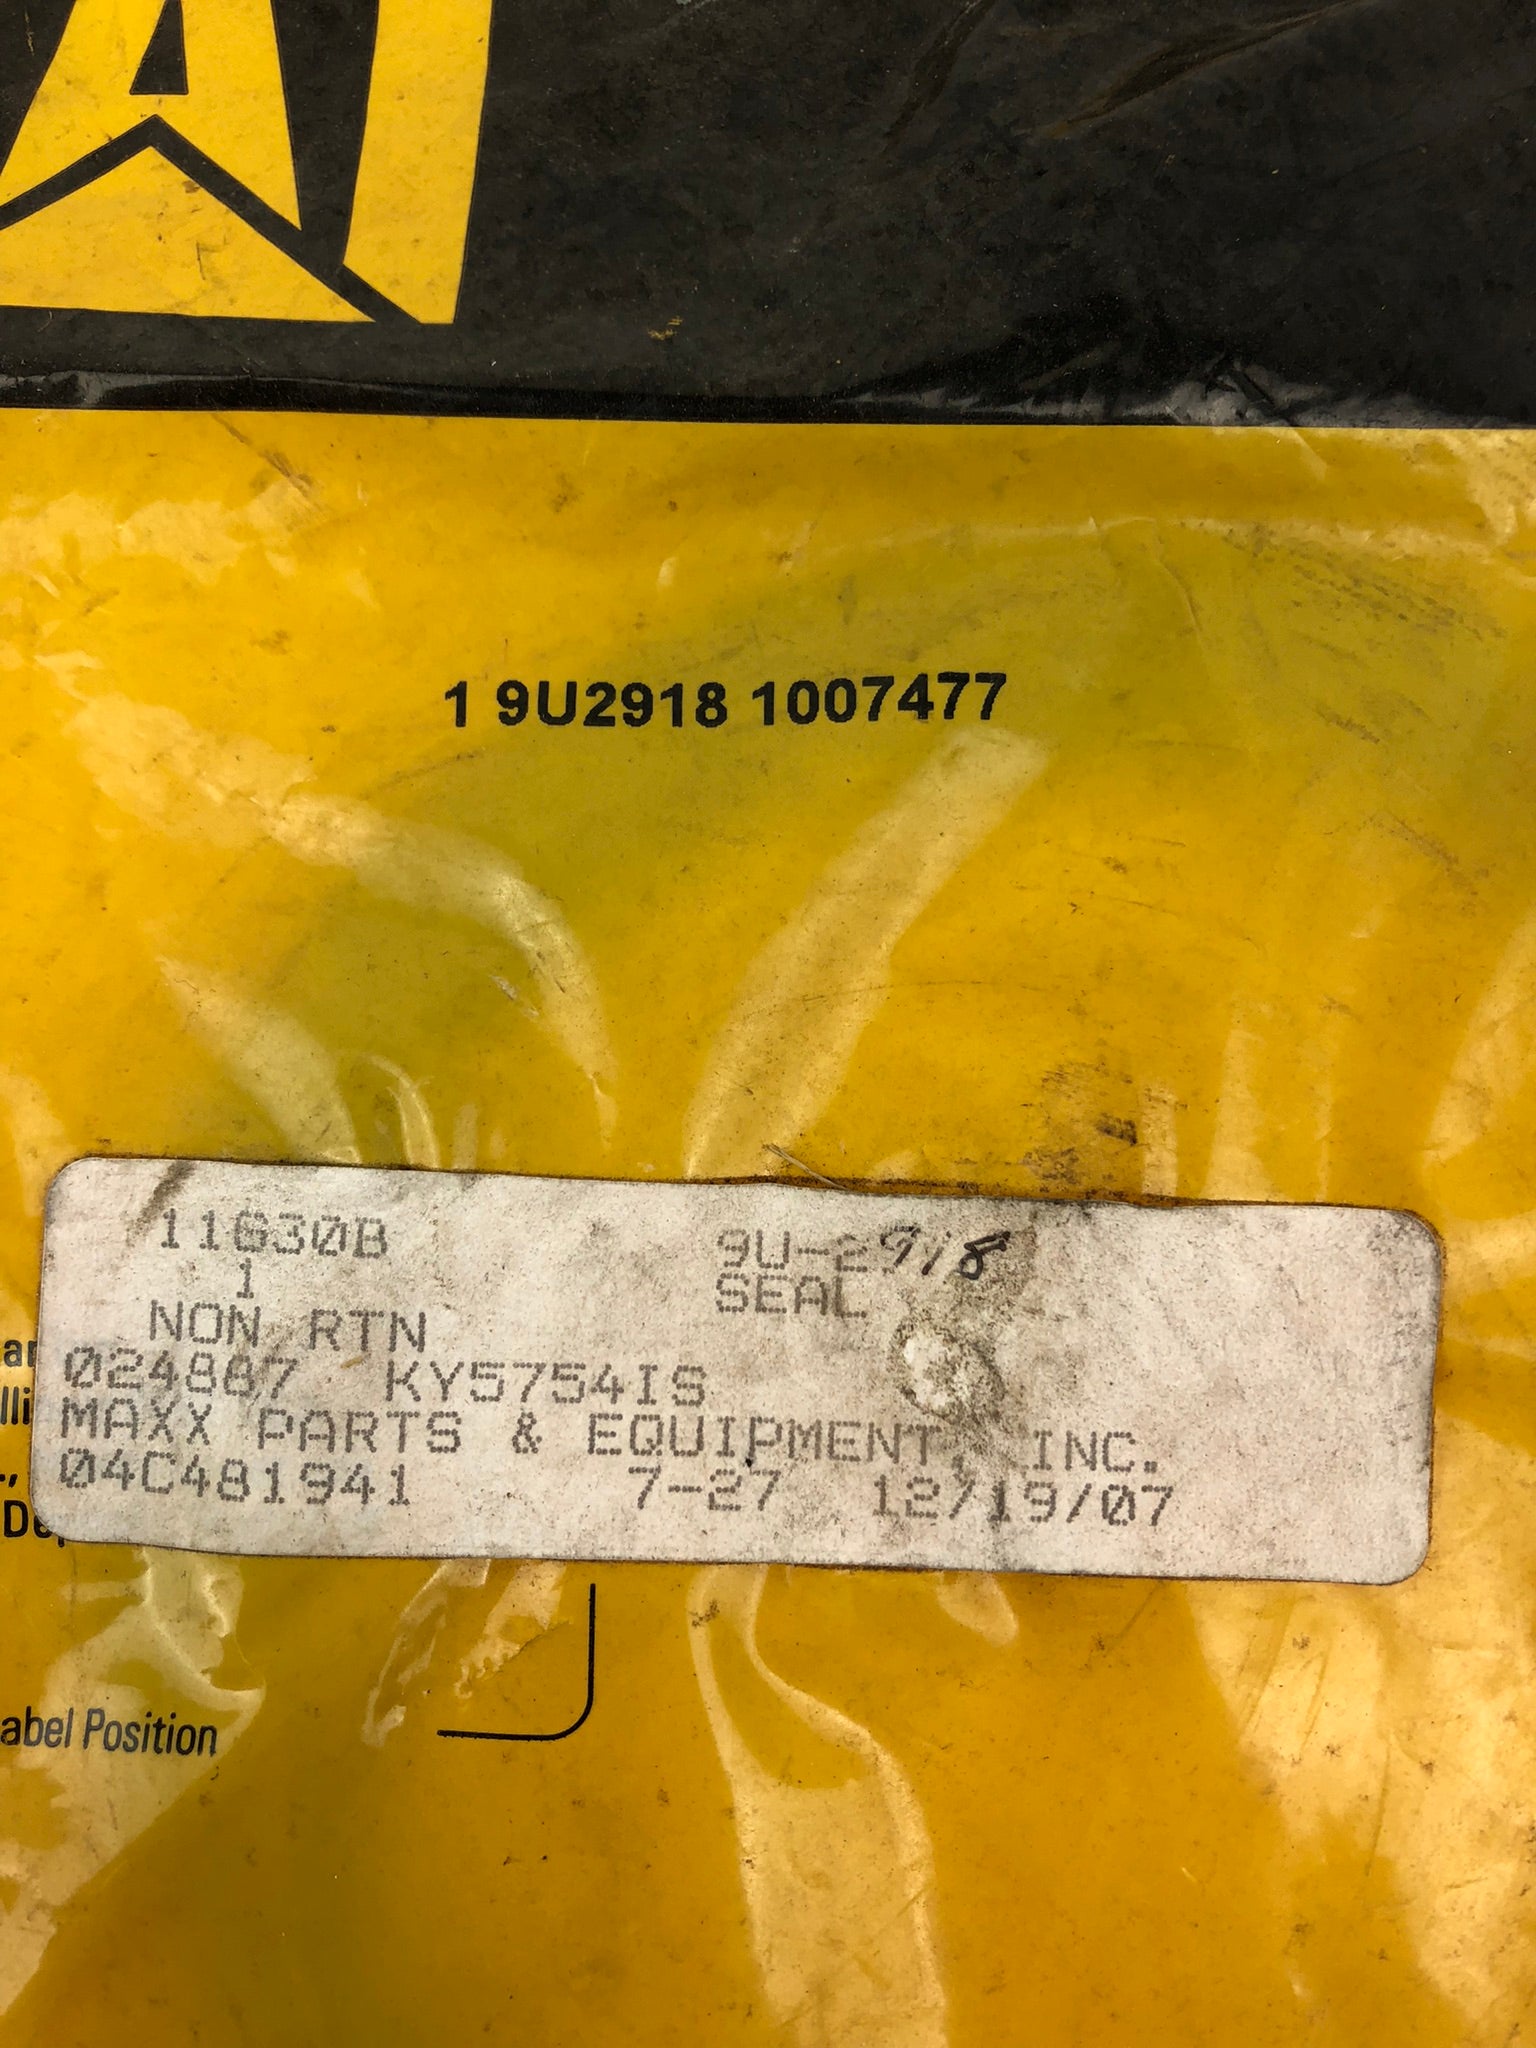 1 9U2918 1007477
11G30B 9U-2918
1 SEAL
NON RTN
024887 KY5754IS
MAXX PARTS & EQUIPMENT, INC.
04C481941 7-27 12/19/07
abel Position